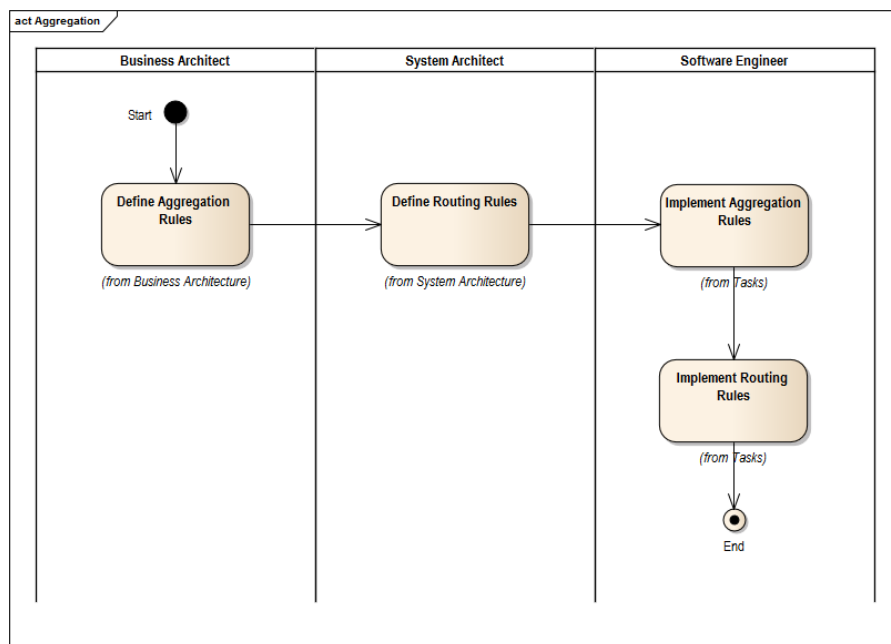 act Aggregation
Business Architect
System Architect
Software Engineer
Start
Define Aggregation
Rules
(from Business Architecture)
Define Routing Rules
(from System Architecture)
Implement Aggregation
Rules
(from Tasks)
Implement Routing
Rules
(from Tasks)
End